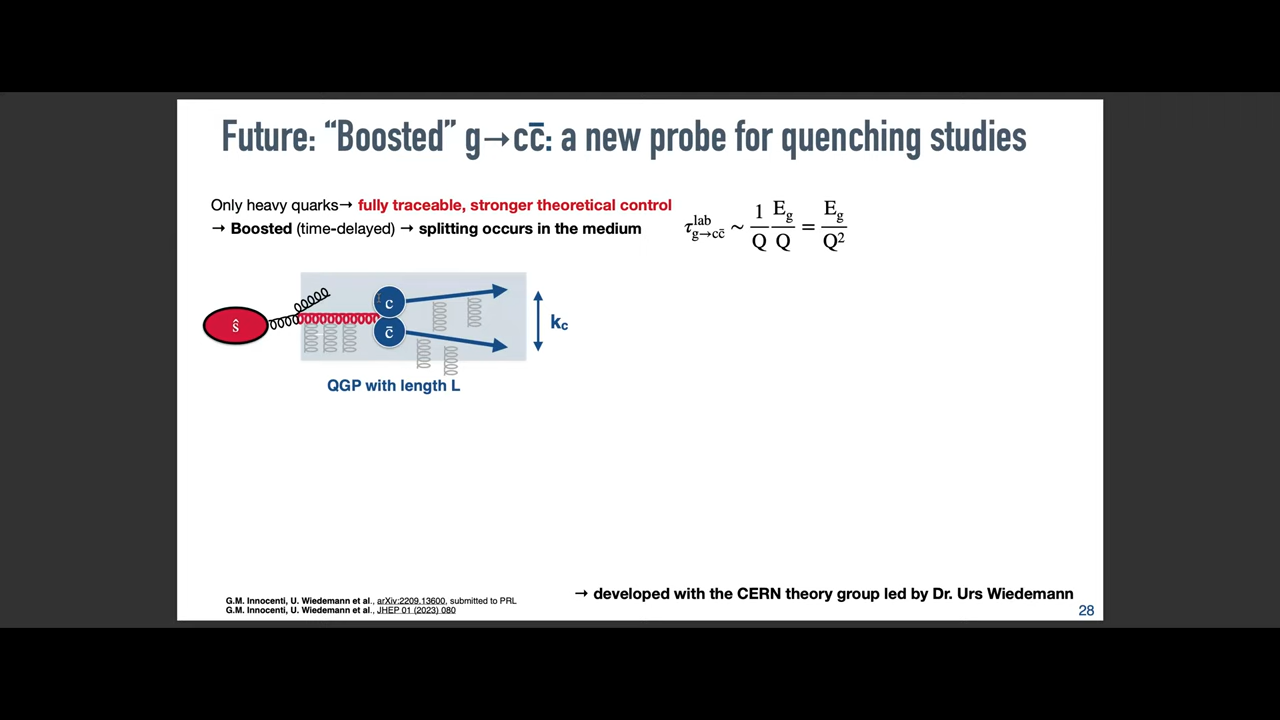 Future: “Boosted” g→cc̄: a new probe for quenching studies
Only heavy quarks→ fully traceable, stronger theoretical control
→ Boosted (time-delayed) → splitting occurs in the medium
τ^lab_g→cc̄ ~ 1/Q E_g/Q = E_g/Q²
ŝ
c
c̄
k_c
QGP with length L
→ developed with the CERN theory group led by Dr. Urs Wiedemann
G.M. Innocenti, U. Wiedemann et al., arXiv:2209.13600, submitted to PRL
G.M. Innocenti, U. Wiedemann et al., JHEP 01 (2023) 080
28